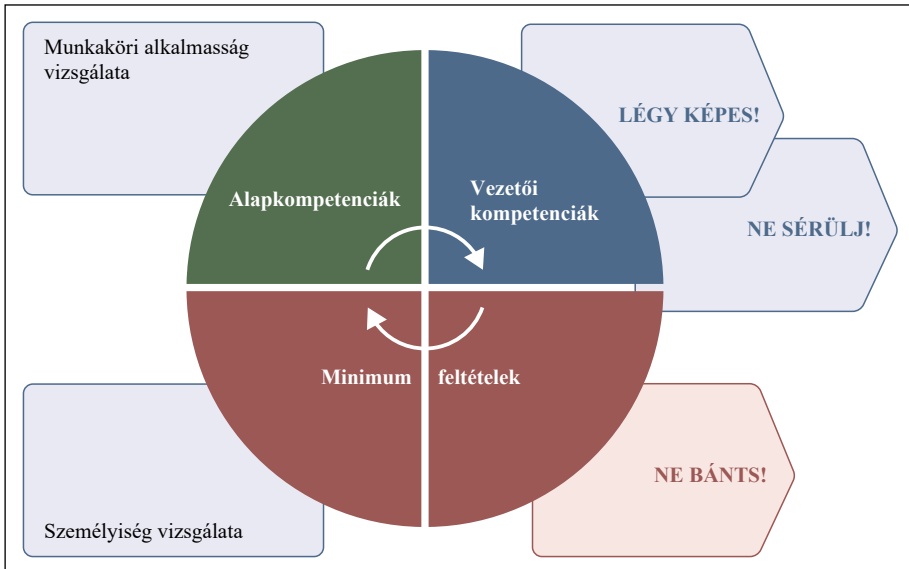 Munkaköri alkalmasság
vizsgálata
LÉGY KÉPES!
Alapkompetenciák
Vezetői
kompetenciák
NE SÉRÜLJ!
Minimum feltételek
NE BÁNTS!
Személyiség vizsgálata